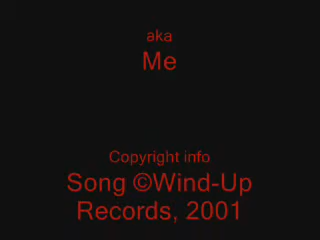 aka
Me
Copyright info
Song ©Wind-Up
Records, 2001